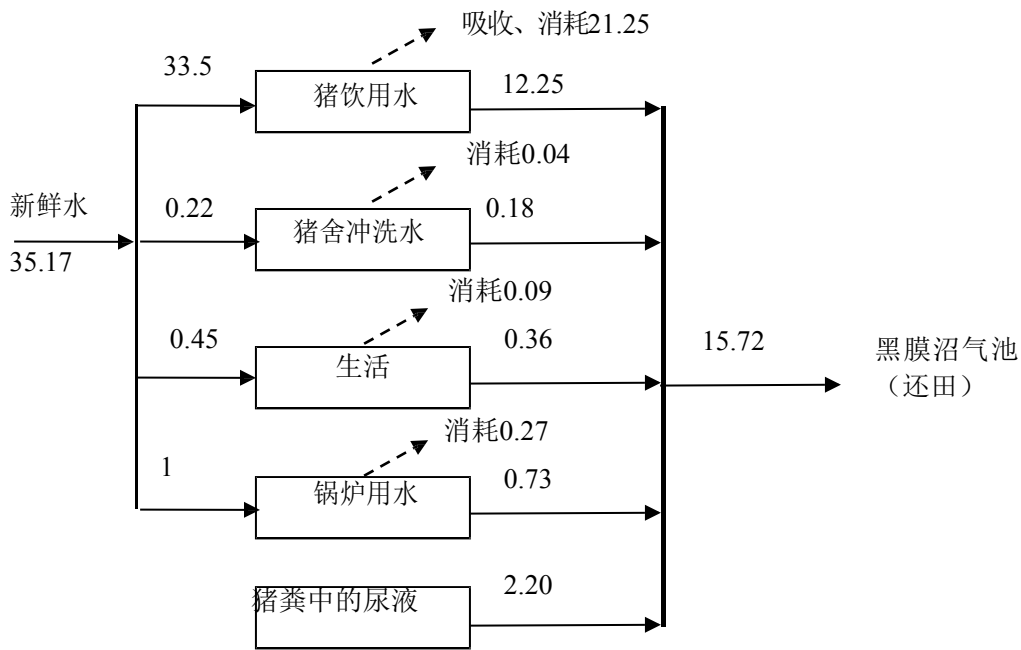 吸收、消耗21.25
33.5
猪饮用水
12.25
消耗0.04
新鲜水
0.22
猪舍冲洗水
0.18
35.17
消耗0.09
0.45
生活
0.36
15.72
黑膜沼气池
（还田）
消耗0.27
1
锅炉用水
0.73
猪粪中的尿液
2.20